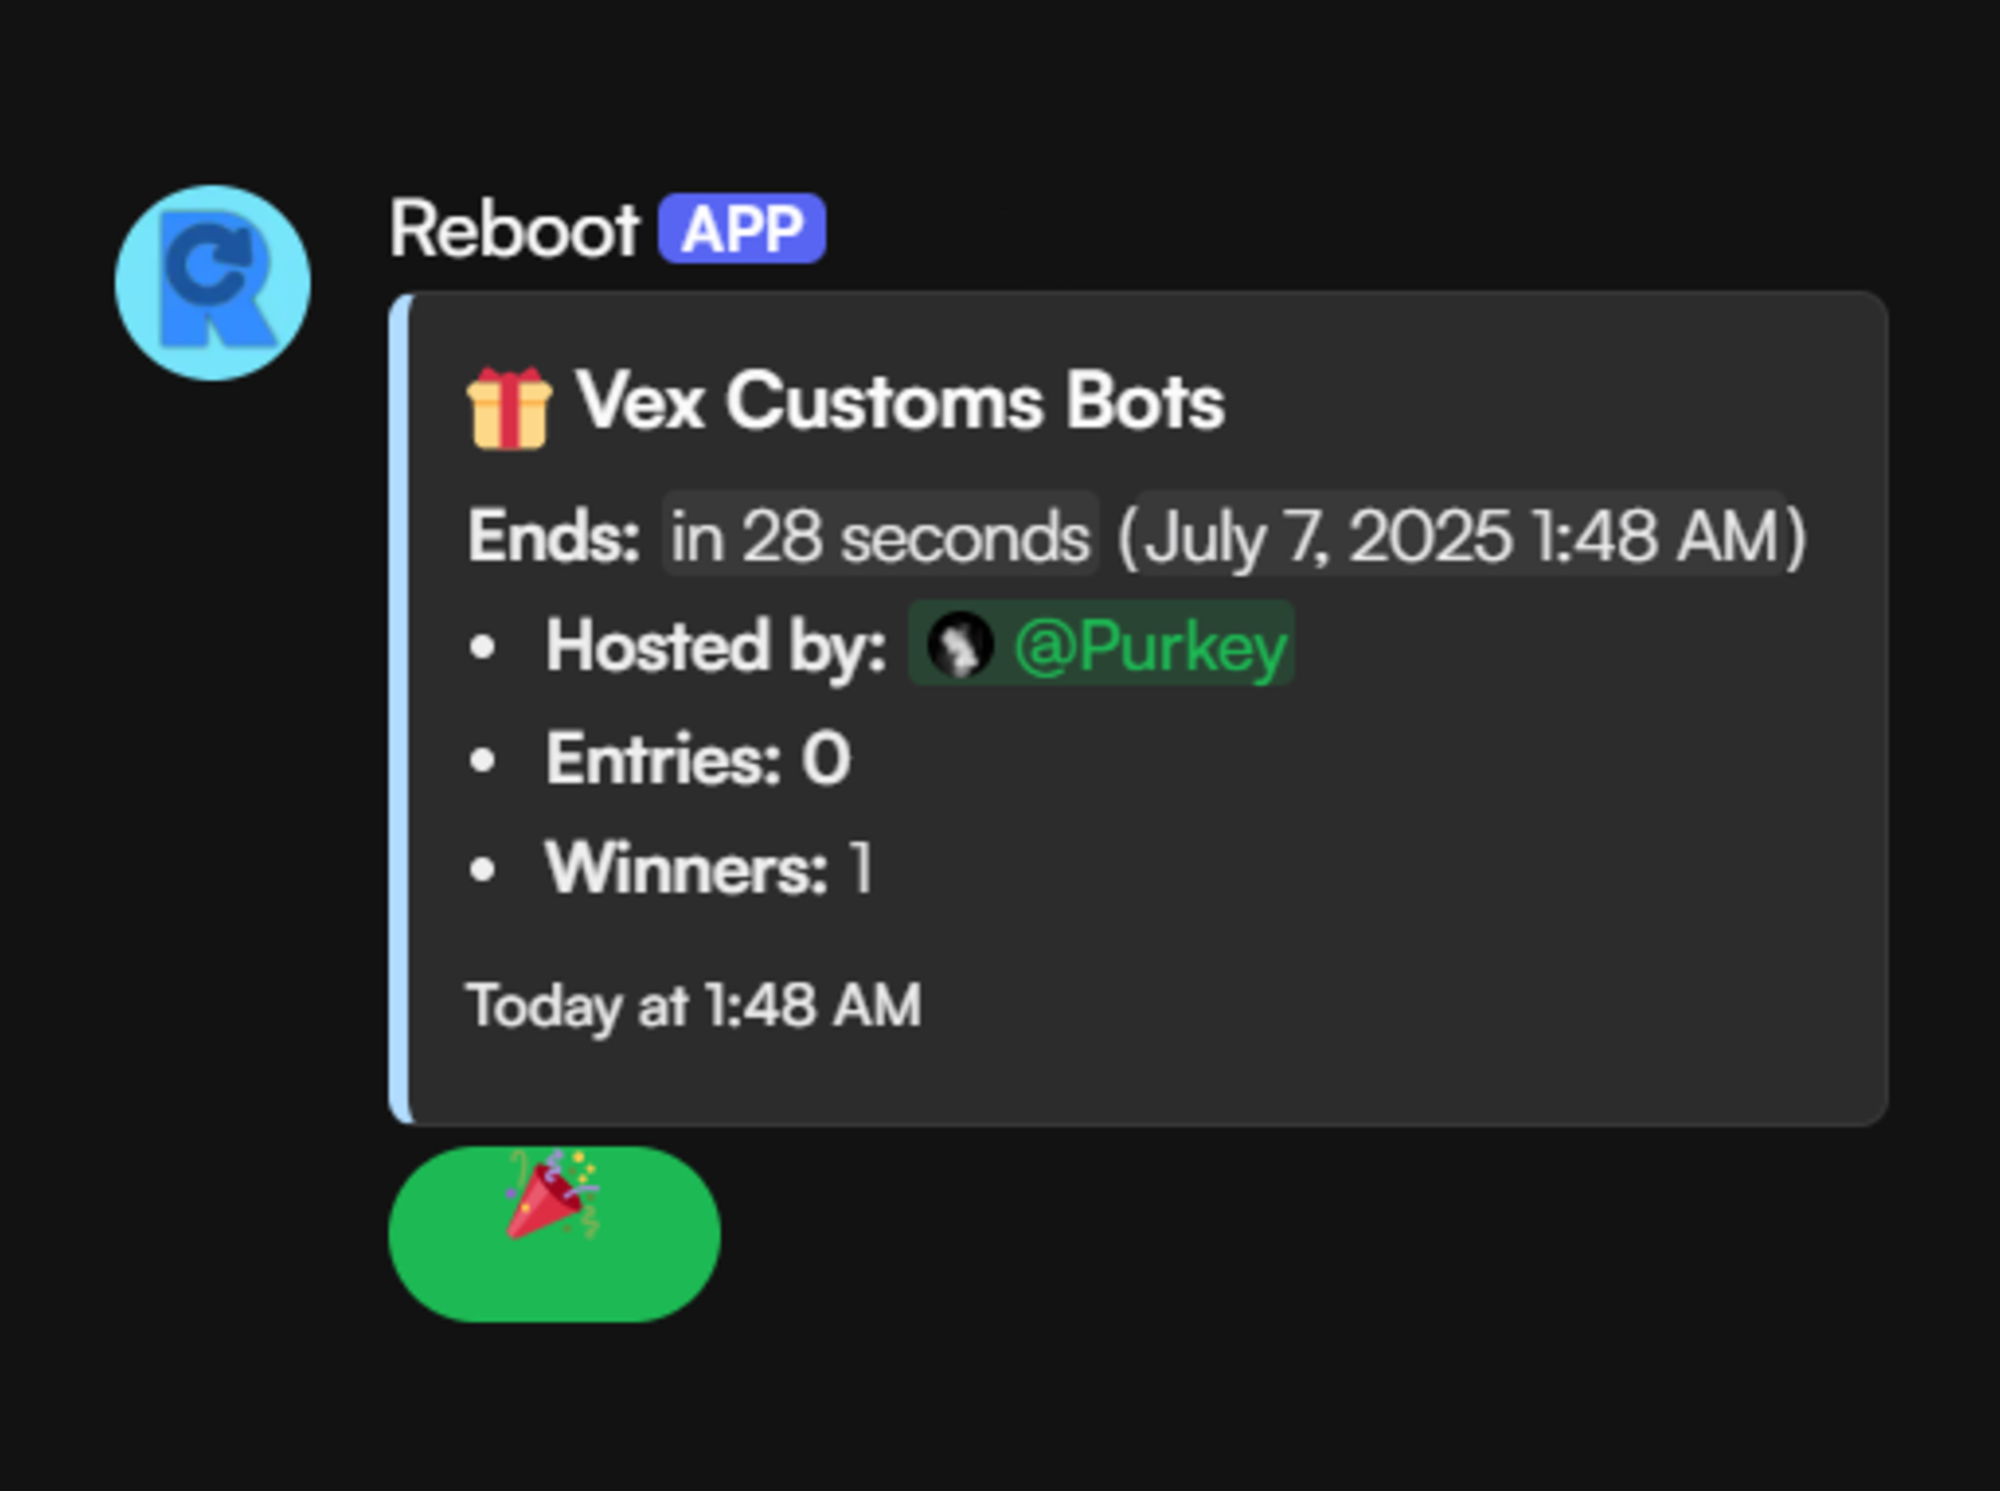 Reboot APP
Vex Customs Bots
Ends: in 28 seconds (July 7, 2025 1:48 AM)
• Hosted by: @Purkey
• Entries: 0
• Winners: 1
Today at 1:48 AM